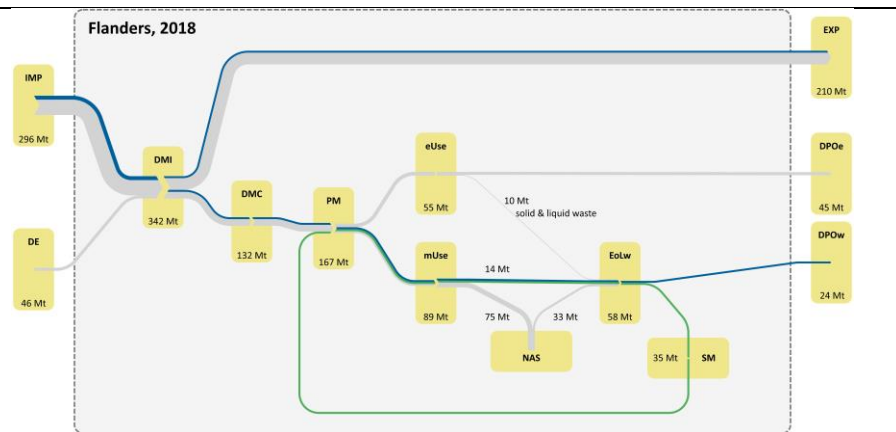 Flanders, 2018
EXP
IMP
210 Mt
296 Mt
DMI
eUse
DPOe
10 Mt
solid & liquid waste
DMC
PM
342 Mt
55 Mt
45 Mt
DE
132 Mt
167 Mt
mUse
EoLw
DPOw
14 Mt
46 Mt
89 Mt
75 Mt
33 Mt
58 Mt
24 Mt
NAS
35 Mt
SM